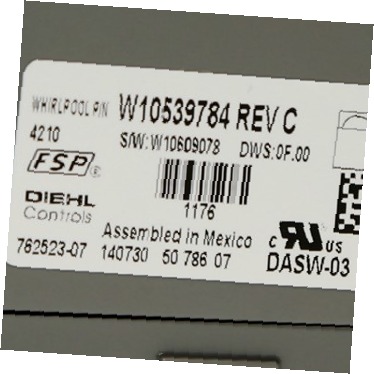 WHIRLPOOL P/N W10539784 REV C
4210 S/W: W10609078 DWS: 0F.00
FSP®
1176
DIEHL
Controls
Assembled in Mexico
c RU US
762523-07 140730 50 786 07 DASW-03